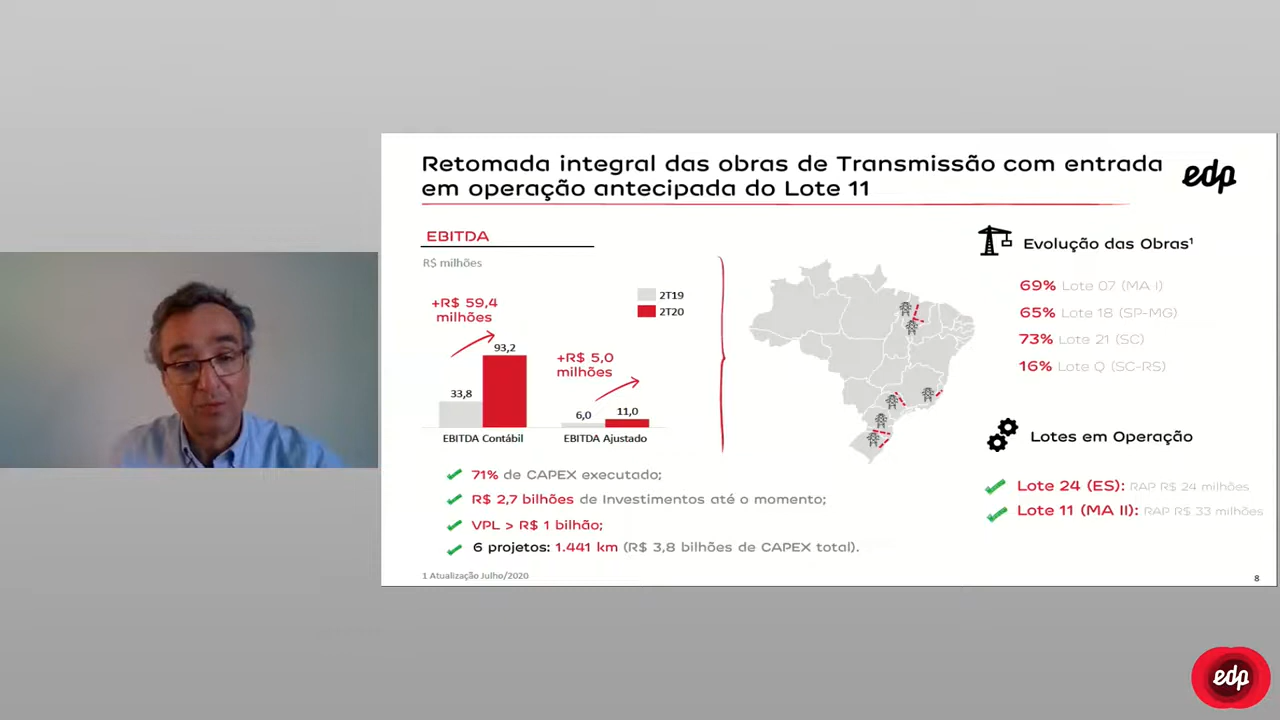 Retomada integral das obras de Transmissão com entrada
em operação antecipada do Lote 11
edp
EBITDA
R$ milhões
2T19
2T20
+R$ 59,4
milhões
33,8
93,2
EBITDA Contábil
+R$ 5,0
milhões
6,0
11,0
EBITDA Ajustado
71% de CAPEX executado;
R$ 2,7 bilhões de Investimentos até o momento;
VPL > R$ 1 bilhão;
6 projetos: 1.441 km (R$ 3,8 bilhões de CAPEX total).
Evolução das Obras¹
69% Lote 07 (MA I)
65% Lote 18 (SP-MG)
73% Lote 21 (SC)
16% Lote Q (SC-RS)
Lotes em Operação
Lote 24 (ES): RAP R$ 24 milhões
Lote 11 (MA II): RAP R$ 33 milhões
1 Atualização Julho/2020
8
edp